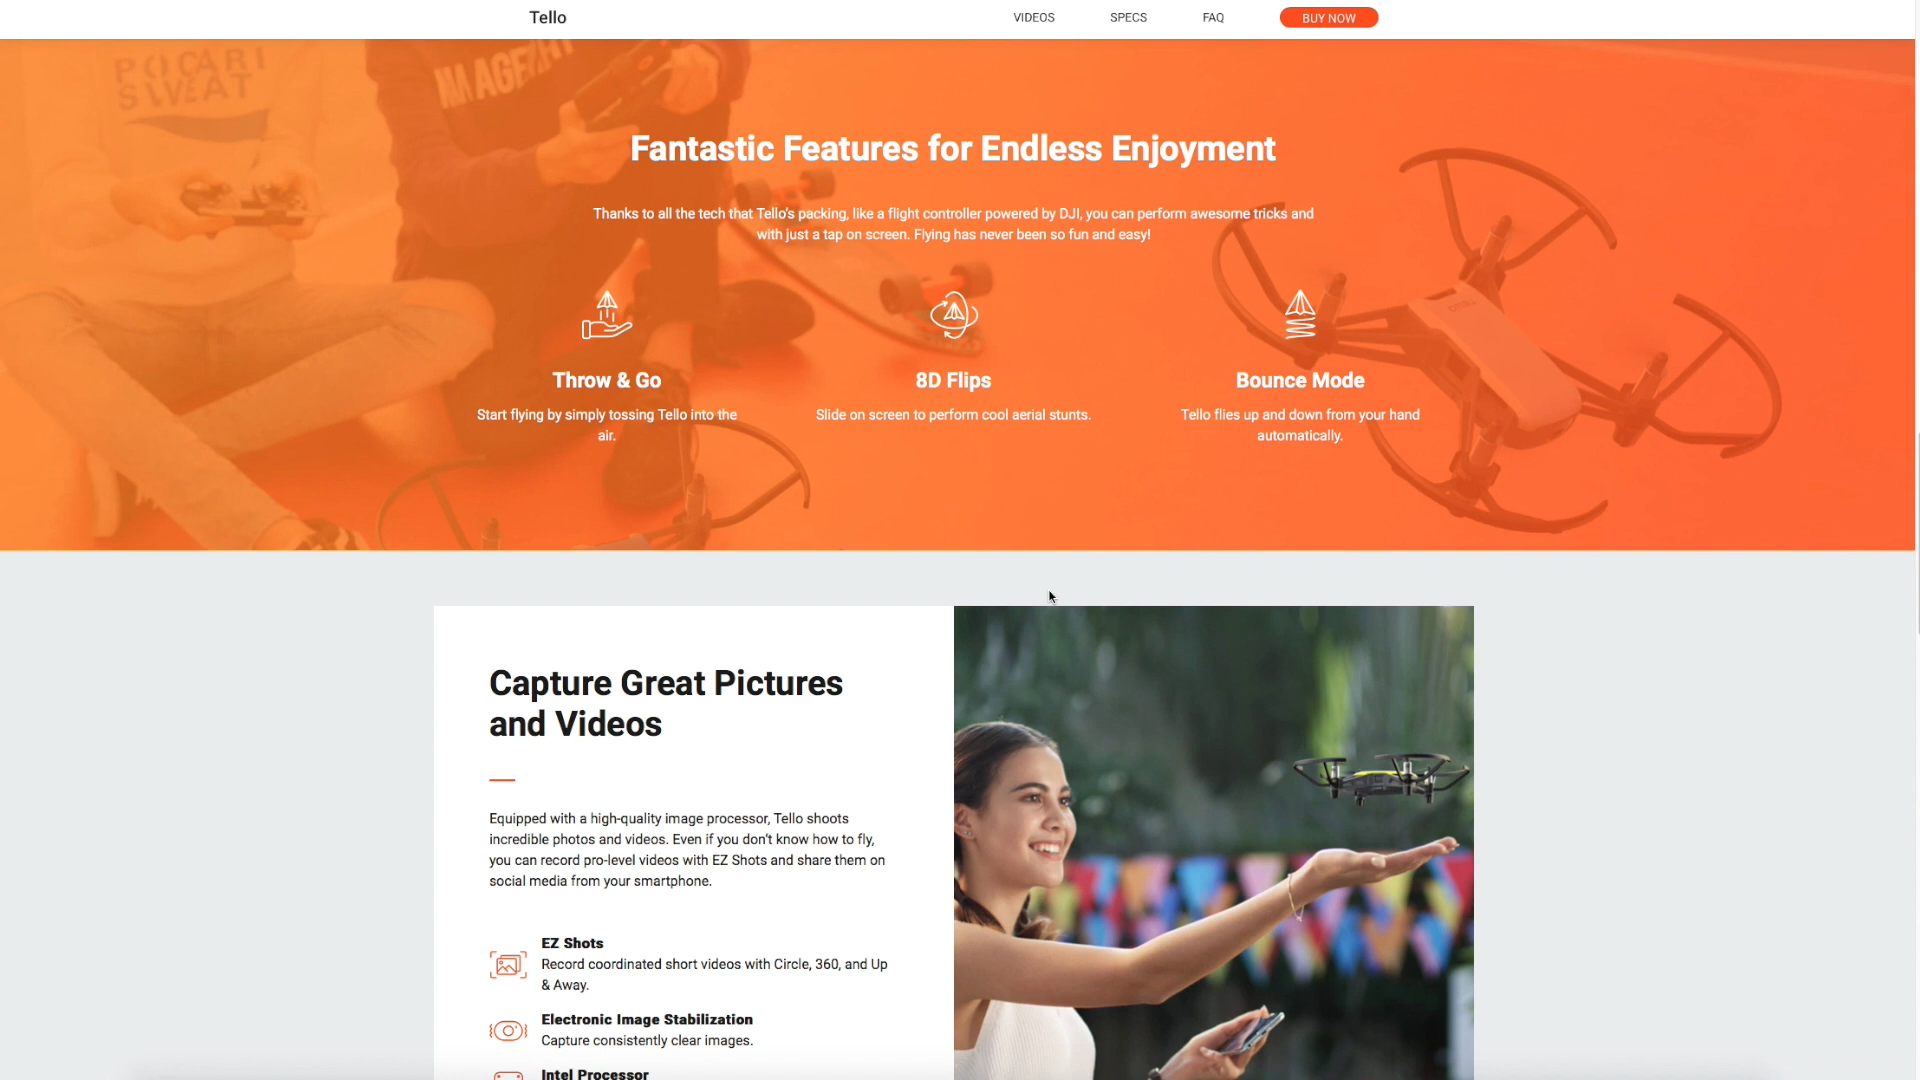 Tello
VIDEOS
SPECS
FAQ
BUY NOW
POCARI
SWEAT
Fantastic Features for Endless Enjoyment
Thanks to all the tech that Tello's packing, like a flight controller powered by DJI, you can perform awesome tricks and
with just a tap on screen. Flying has never been so fun and easy!
Throw & Go
Start flying by simply tossing Tello into the
air.
8D Flips
Slide on screen to perform cool aerial stunts.
Bounce Mode
Tello flies up and down from your hand
automatically.
Capture Great Pictures
and Videos
Equipped with a high-quality image processor, Tello shoots
incredible photos and videos. Even if you don't know how to fly,
you can record pro-level videos with EZ Shots and share them on
social media from your smartphone.
EZ Shots
Record coordinated short videos with Circle, 360, and Up
& Away.
Electronic Image Stabilization
Capture consistently clear images.
Intel Processor